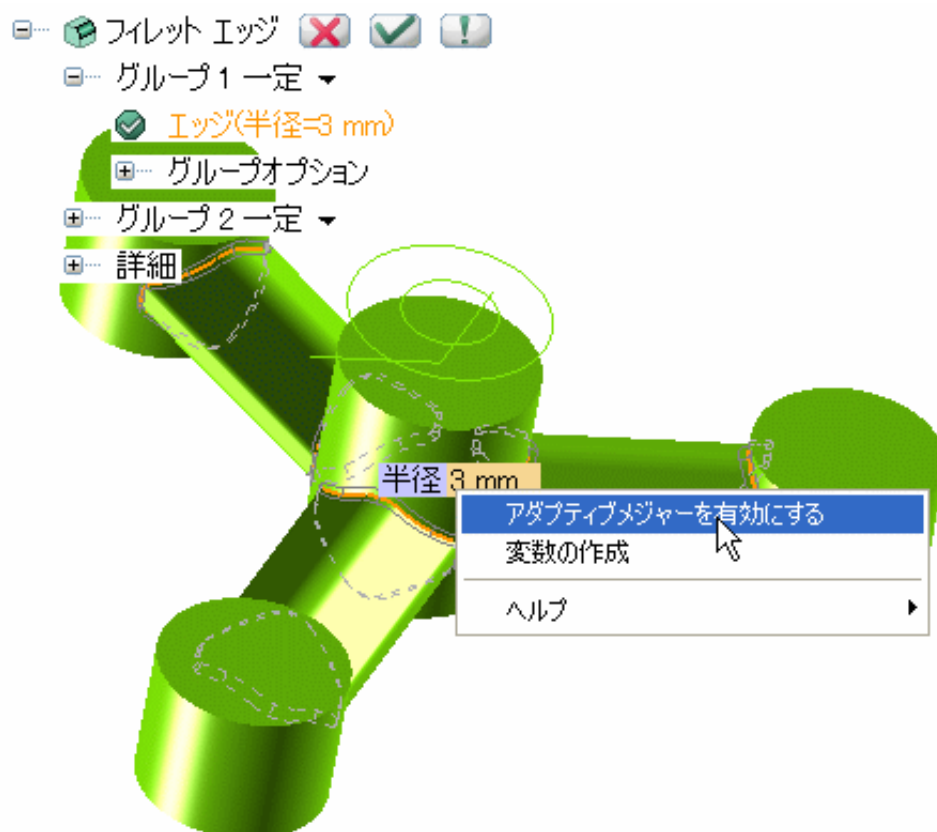 フィレット エッジ
グループ 1 一定
エッジ(半径=3 mm)
グループオプション
グループ 2 一定
詳細
半径 3 mm
アダプティブメジャーを有効にする
変数の作成
ヘルプ